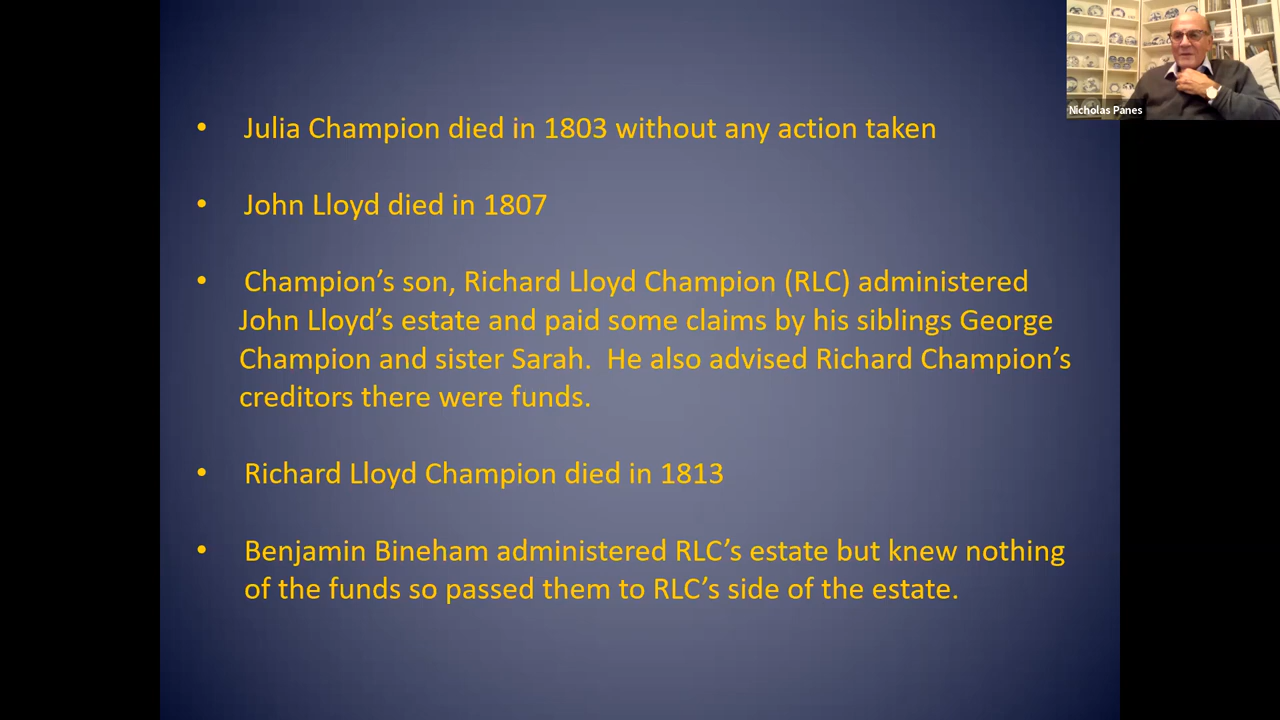 Nicholas Panes
• Julia Champion died in 1803 without any action taken
• John Lloyd died in 1807
• Champion’s son, Richard Lloyd Champion (RLC) administered
John Lloyd’s estate and paid some claims by his siblings George
Champion and sister Sarah.  He also advised Richard Champion’s
creditors there were funds.
• Richard Lloyd Champion died in 1813
• Benjamin Bineham administered RLC’s estate but knew nothing
of the funds so passed them to RLC’s side of the estate.